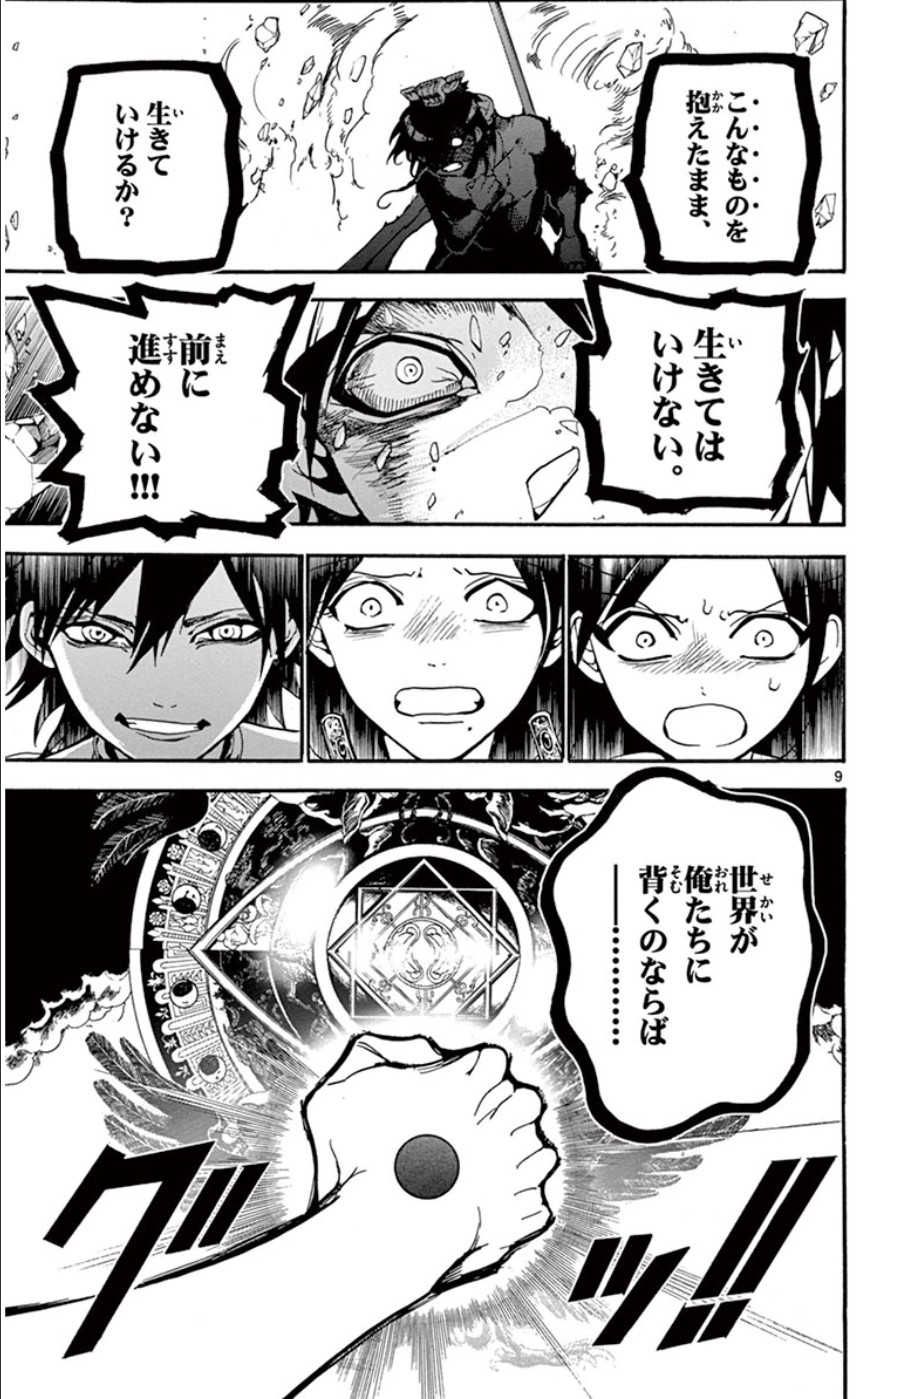 こんなものを
抱えたまま、
生きて
いけるか?
生きては
いけない。
前に
進めない!!!
9
世界が
俺たちに
背くのならば
―――…………
グッ!!